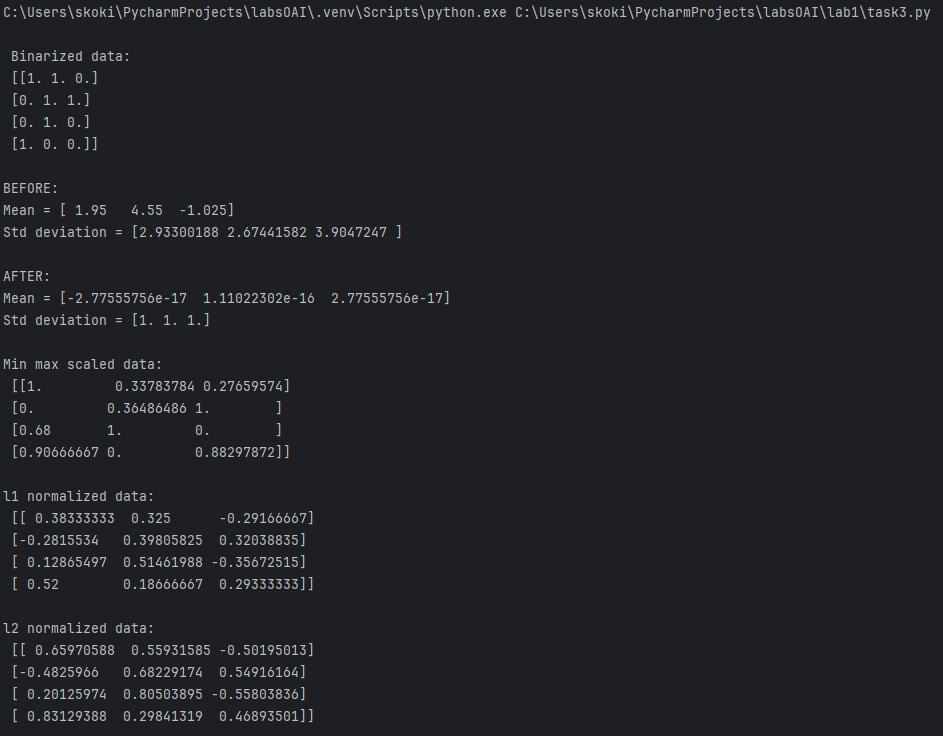 C:\Users\skoki\PycharmProjects\labsOAI\.venv\Scripts\python.exe C:\Users\skoki\PycharmProjects\labsOAI\lab1\task3.py
Binarized data:
[[1. 1. 0.]
[0. 1. 1.]
[0. 1. 0.]
[1. 0. 0.]]
BEFORE:
Mean = [ 1.95   4.55  -1.025]
Std deviation = [2.93300188 2.67441582 3.9047247 ]
AFTER:
Mean = [-2.77555756e-17  1.11022302e-16  2.77555756e-17]
Std deviation = [1. 1. 1.]
Min max scaled data:
[[1.         0.33783784 0.27659574]
[0.         0.36486486 1.        ]
[0.68       1.         0.        ]
[0.90666667 0.         0.88297872]]
l1 normalized data:
[[ 0.38333333  0.325      -0.29166667]
[-0.2815534   0.39805825  0.32038835]
[ 0.12865497  0.51461988 -0.35672515]
[ 0.52        0.18666667  0.29333333]]
l2 normalized data:
[[ 0.65970588  0.55931585 -0.50195013]
[-0.4825966   0.68229174  0.54916164]
[ 0.20125974  0.80503895 -0.55803836]
[ 0.83129388  0.29841319  0.46893501]]